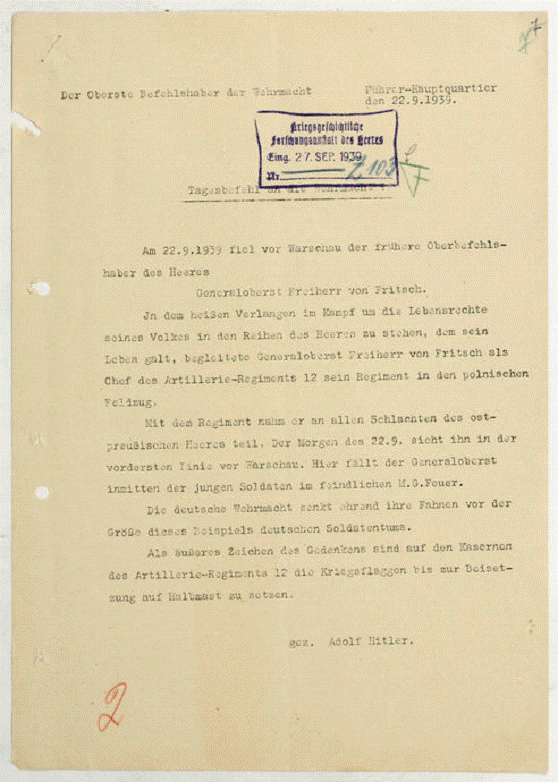 Der Oberste Befehlshaber der Wehrmacht
Führer-Hauptquartier
den 22.9.1939.
Kriegsgeschichtliche
Forschungsanstalt des Heeres
Eing. 27. SEP. 1939
Nr. Z 103
Tagesbefehl an die Wehrmacht!
Am 22.9.1939 fiel vor Warschau der frühere Oberbefehls-
haber des Heeres
Generaloberst Freiherr von Fritsch.
Jn dem heißen Verlangen im Kampf um die Lebensrechte
seines Volkes in den Reihen des Heeres zu stehen, dem sein
Leben galt, begleitete Generaloberst Freiherr von Fritsch als
Chef des Artillerie-Regiments 12 sein Regiment in den polnischen
Feldzug.
Mit dem Regiment nahm er an allen Schlachten des ost-
preußischen Heeres teil. Der Morgen des 22.9. sieht ihn in der
vordersten Linie vor Warschau. Hier fällt der Generaloberst
inmitten der jungen Soldaten im feindlichen M.G.Feuer.
Die deutsche Wehrmacht senkt ehrend ihre Fahnen vor der
Größe dieses Beispiels deutschen Soldatentums.
Als äußeres Zeichen des Gedenkens sind auf den Kasernen
des Artillerie-Regiments 12 die Kriegsflaggen bis zur Beiset-
zung auf Halbmast zu setzen.
gez. Adolf Hitler.
2